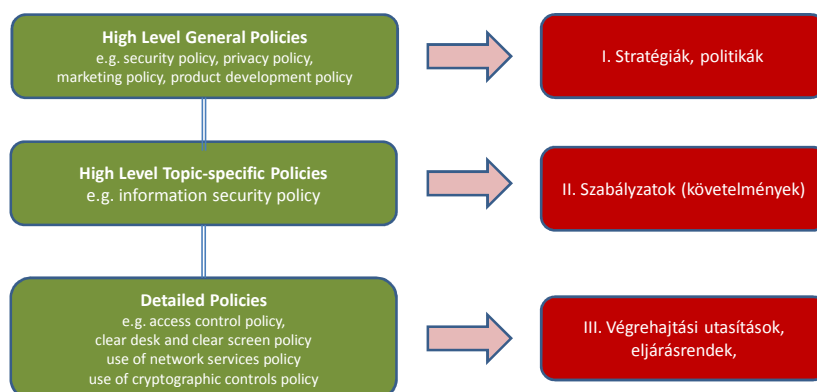 High Level General Policies
e.g. security policy, privacy policy,
marketing policy, product development policy
I. Stratégiák, politikák
High Level Topic-specific Policies
e.g. information security policy
II. Szabályzatok (követelmények)
Detailed Policies
e.g. access control policy,
clear desk and clear screen policy
use of network services policy
use of cryptographic controls policy
III. Végrehajtási utasítások,
eljárásrendek,